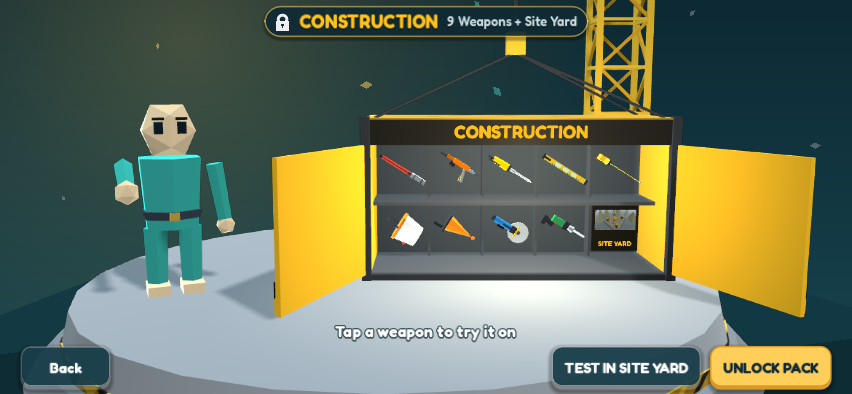 CONSTRUCTION 9 Weapons + Site Yard
CONSTRUCTION
SITE YARD
Tap a weapon to try it on
Back
TEST IN SITE YARD
UNLOCK PACK